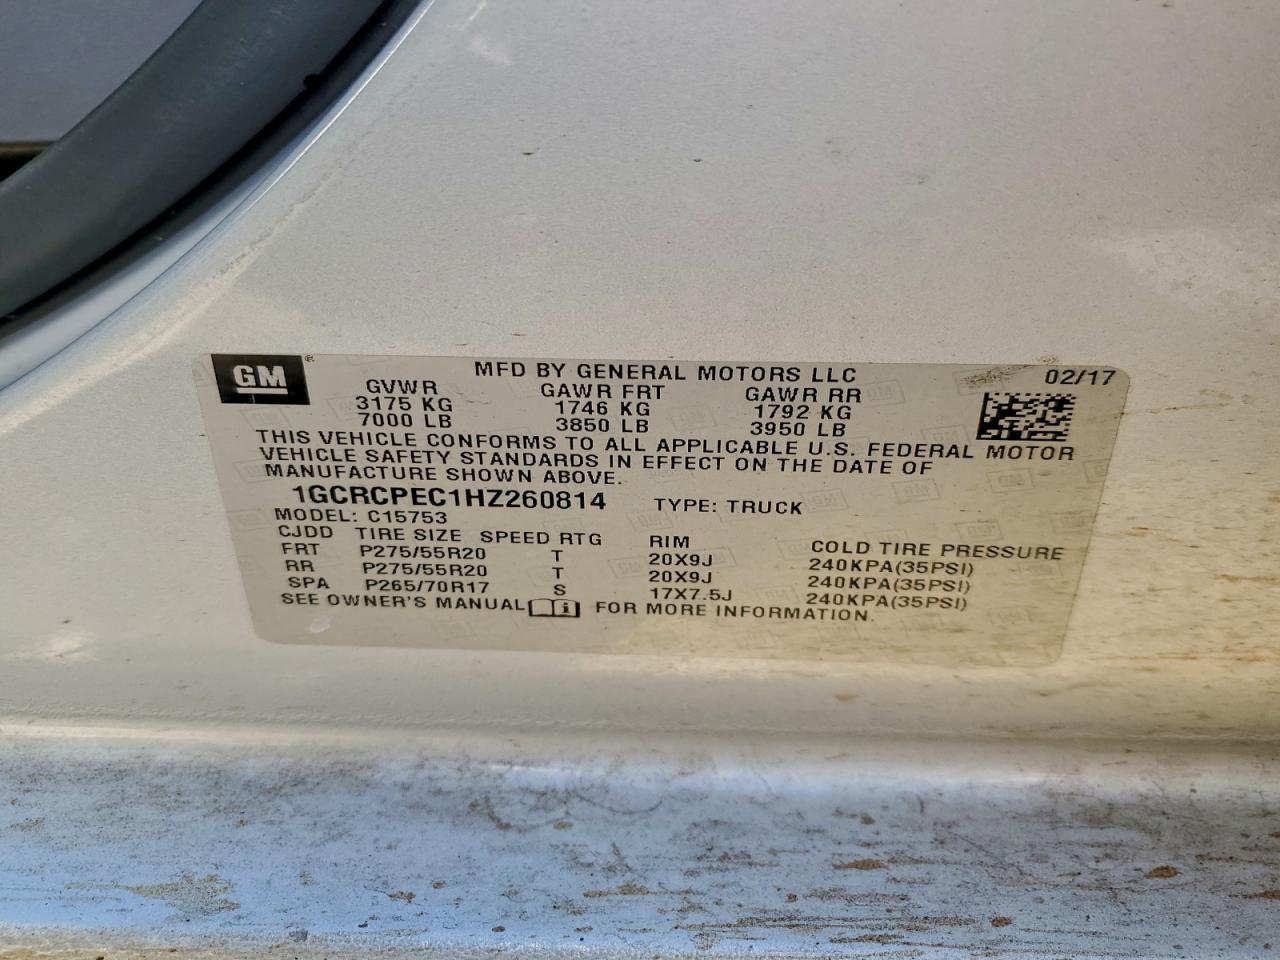 GM®
MFD BY GENERAL MOTORS LLC 02/17
GVWR GAWR FRT GAWR RR
3175 KG 1746 KG 1792 KG
7000 LB 3850 LB 3950 LB
THIS VEHICLE CONFORMS TO ALL APPLICABLE U.S. FEDERAL MOTOR
VEHICLE SAFETY STANDARDS IN EFFECT ON THE DATE OF
MANUFACTURE SHOWN ABOVE.
1GCRCPEC1HZ260814 TYPE: TRUCK
MODEL: C15753
CJDD TIRE SIZE SPEED RTG RIM COLD TIRE PRESSURE
FRT P275/55R20 T 20X9J 240KPA(35PSI)
RR P275/55R20 T 20X9J 240KPA(35PSI)
SPA P265/70R17 S 17X7.5J 240KPA(35PSI)
SEE OWNER'S MANUAL FOR MORE INFORMATION.